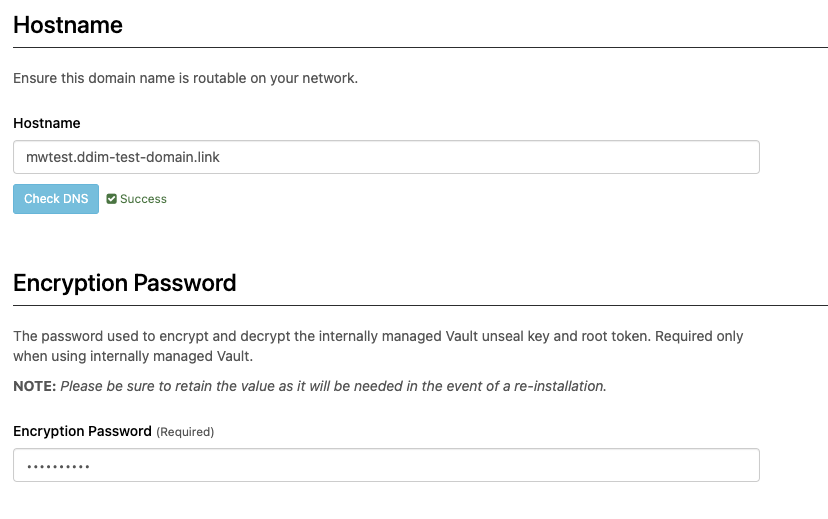 Hostname
Ensure this domain name is routable on your network.
Hostname
mwtest.ddim-test-domain.link
Check DNS Success
Encryption Password
The password used to encrypt and decrypt the internally managed Vault unseal key and root token. Required only
when using internally managed Vault.
NOTE: Please be sure to retain the value as it will be needed in the event of a re-installation.
Encryption Password (Required)
••••••••••